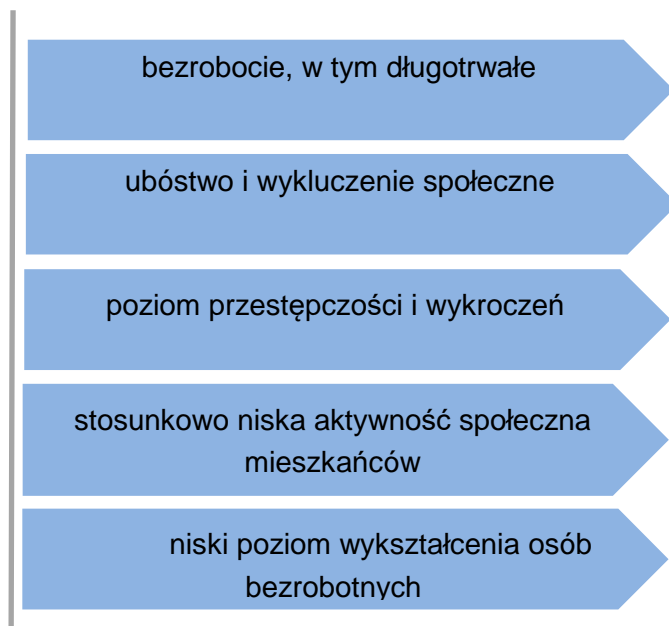 bezrobocie, w tym długotrwałe
ubóstwo i wykluczenie społeczne
poziom przestępczości i wykroczeń
stosunkowo niska aktywność społeczna
mieszkańców
niski poziom wykształcenia osób
bezrobotnych